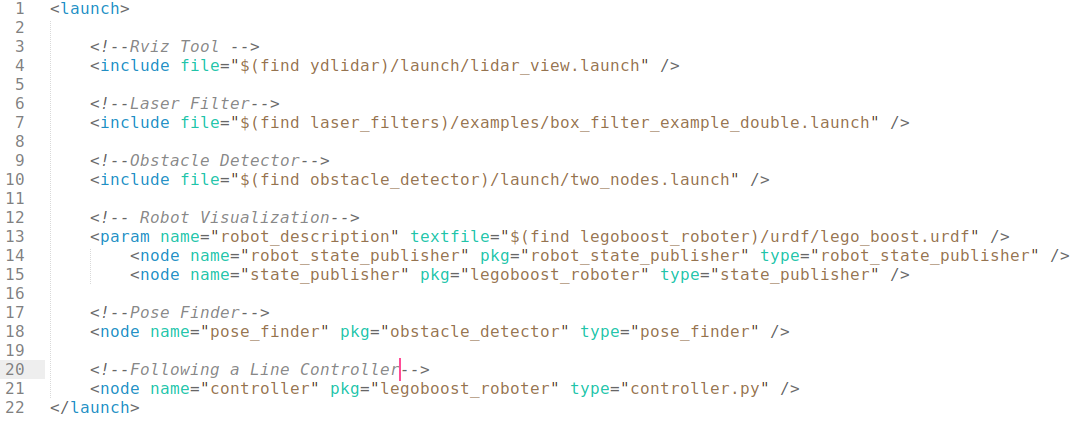 1 <launch>
2
3     <!--Rviz Tool -->
4     <include file="$(find ydlidar)/launch/lidar_view.launch" />
5
6     <!--Laser Filter-->
7     <include file="$(find laser_filters)/examples/box_filter_example_double.launch" />
8
9     <!--Obstacle Detector-->
10     <include file="$(find obstacle_detector)/launch/two_nodes.launch" />
11
12     <!-- Robot Visualization-->
13     <param name="robot_description" textfile="$(find legoboost_roboter)/urdf/lego_boost.urdf" />
14         <node name="robot_state_publisher" pkg="robot_state_publisher" type="robot_state_publisher" />
15         <node name="state_publisher" pkg="legoboost_roboter" type="state_publisher" />
16
17     <!--Pose Finder-->
18     <node name="pose_finder" pkg="obstacle_detector" type="pose_finder" />
19
20     <!--Following a Line Controller-->
21     <node name="controller" pkg="legoboost_roboter" type="controller.py" />
22 </launch>